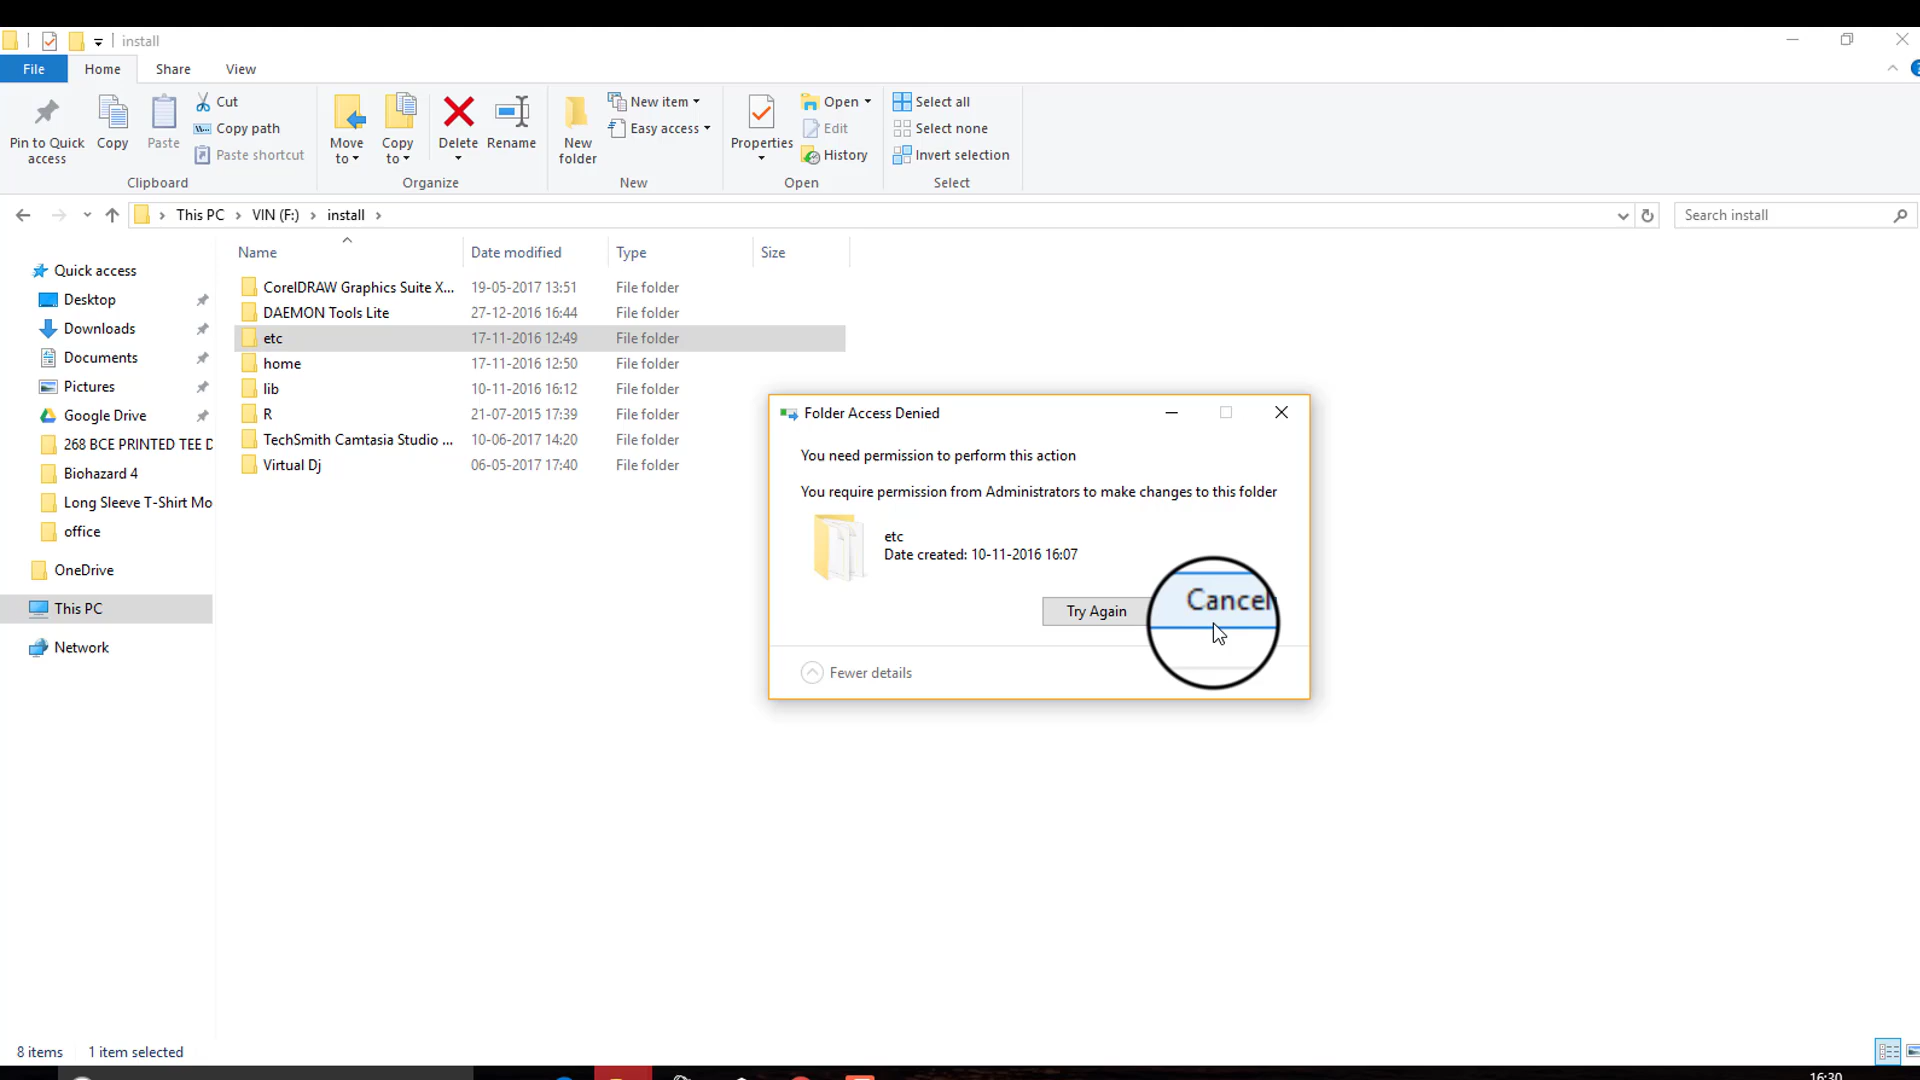 install
File
Home
Share
View
Pin to Quick
access
Copy
Paste
Cut
Copy path
Paste shortcut
Clipboard
Move
to
Copy
to
Delete
Rename
Organize
New
folder
New item
Easy access
New
Properties
Open
Edit
History
Open
Select all
Select none
Invert selection
Select
This PC
VIN (F:)
install
Search install
Name
Date modified
Type
Size
Quick access
Desktop
Downloads
Documents
Pictures
Google Drive
268 BCE PRINTED TEE D
Biohazard 4
Long Sleeve T-Shirt Mo
office
OneDrive
This PC
Network
CorelDRAW Graphics Suite X... 19-05-2017 13:51 File folder
DAEMON Tools Lite 27-12-2016 16:44 File folder
etc 17-11-2016 12:49 File folder
home 17-11-2016 12:50 File folder
lib 10-11-2016 16:12 File folder
R 21-07-2015 17:39 File folder
TechSmith Camtasia Studio ... 10-06-2017 14:20 File folder
Virtual Dj 06-05-2017 17:40 File folder
Folder Access Denied
You need permission to perform this action
You require permission from Administrators to make changes to this folder
etc
Date created: 10-11-2016 16:07
Try Again
Cancel
Fewer details
8 items
1 item selected
16:30